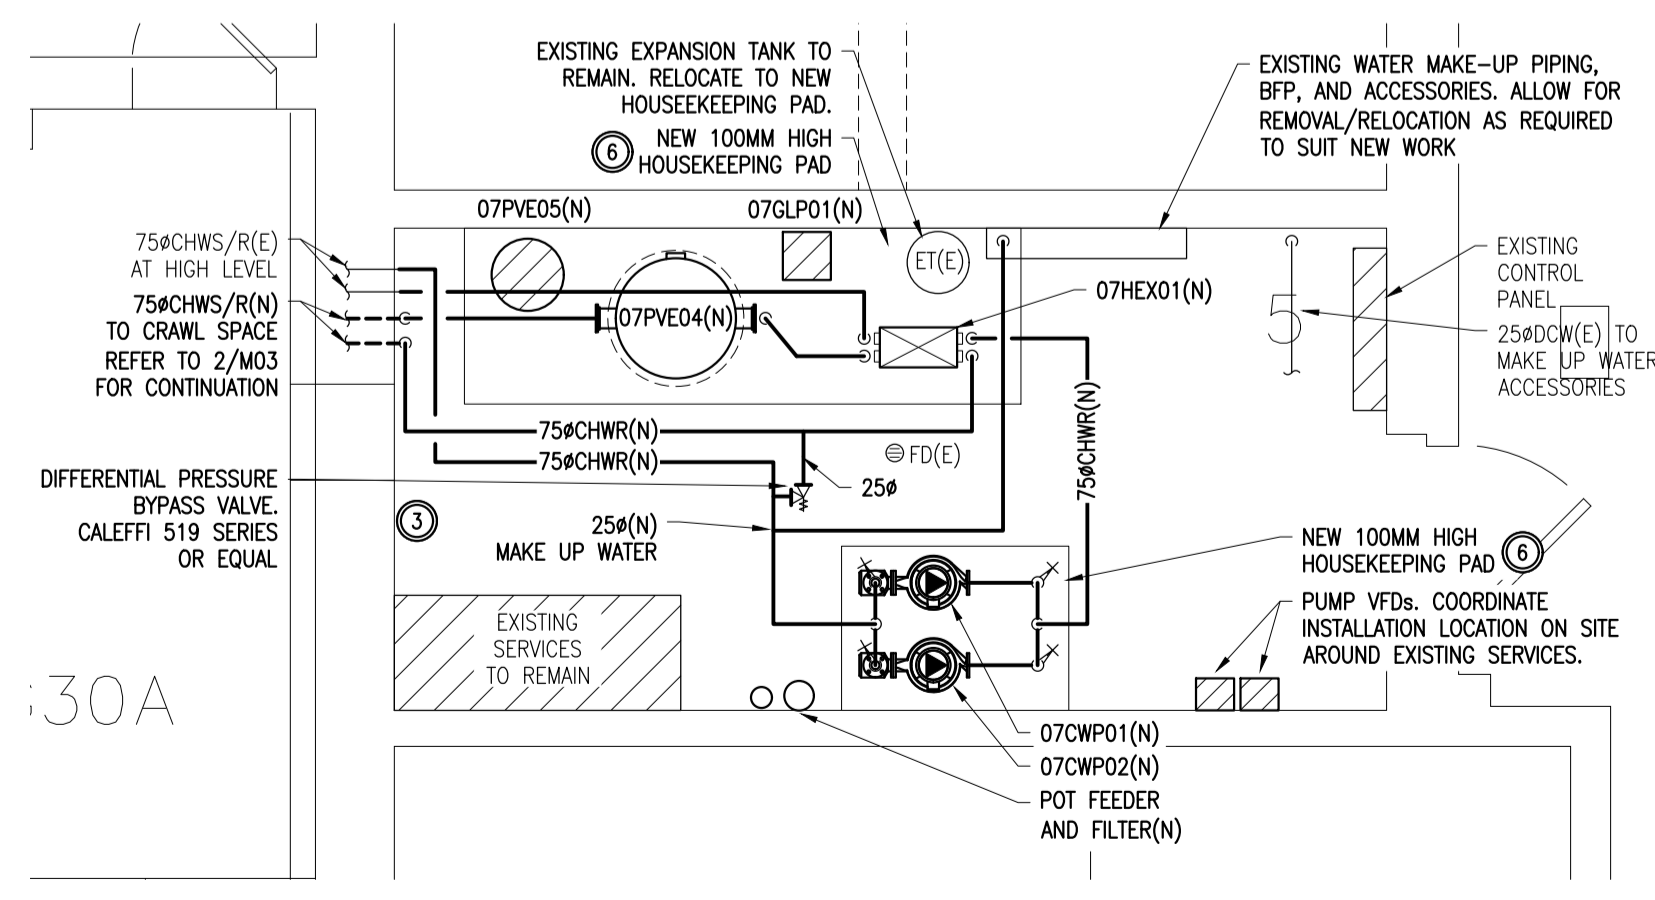 EXISTING EXPANSION TANK TO
REMAIN. RELOCATE TO NEW
HOUSEEKEEPING PAD.
6
NEW 100MM HIGH
HOUSEKEEPING PAD
EXISTING WATER MAKE-UP PIPING,
BFP, AND ACCESSORIES. ALLOW FOR
REMOVAL/RELOCATION AS REQUIRED
TO SUIT NEW WORK
07PVE05(N)
07GLP01(N)
75øCHWS/R(E)
AT HIGH LEVEL
75øCHWS/R(N)
TO CRAWL SPACE
REFER TO 2/M03
FOR CONTINUATION
ET(E)
07PVE04(N)
07HEX01(N)
EXISTING
CONTROL
PANEL
5
25øDCW(E) TO
MAKE UP WATER
ACCESSORIES
75øCHWR(N)
75øCHWR(N)
75øCHWR(N)
FD(E)
25ø
DIFFERENTIAL PRESSURE
BYPASS VALVE.
CALEFFI 519 SERIES
OR EQUAL
3
25ø(N)
MAKE UP WATER
NEW 100MM HIGH
HOUSEKEEPING PAD
6
EXISTING
SERVICES
TO REMAIN
PUMP VFDs. COORDINATE
INSTALLATION LOCATION ON SITE
AROUND EXISTING SERVICES.
30A
07CWP01(N)
07CWP02(N)
POT FEEDER
AND FILTER(N)